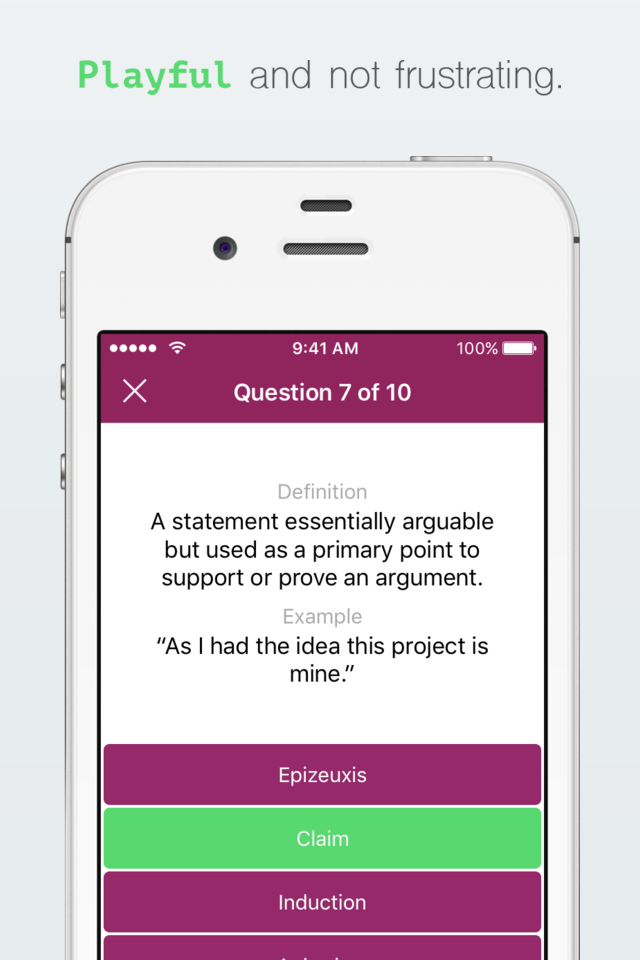 Playful and not frustrating.
9:41 AM
100%
Question 7 of 10
Definition
A statement essentially arguable
but used as a primary point to
support or prove an argument.
Example
“As I had the idea this project is
mine.”
Epizeuxis
Claim
Induction